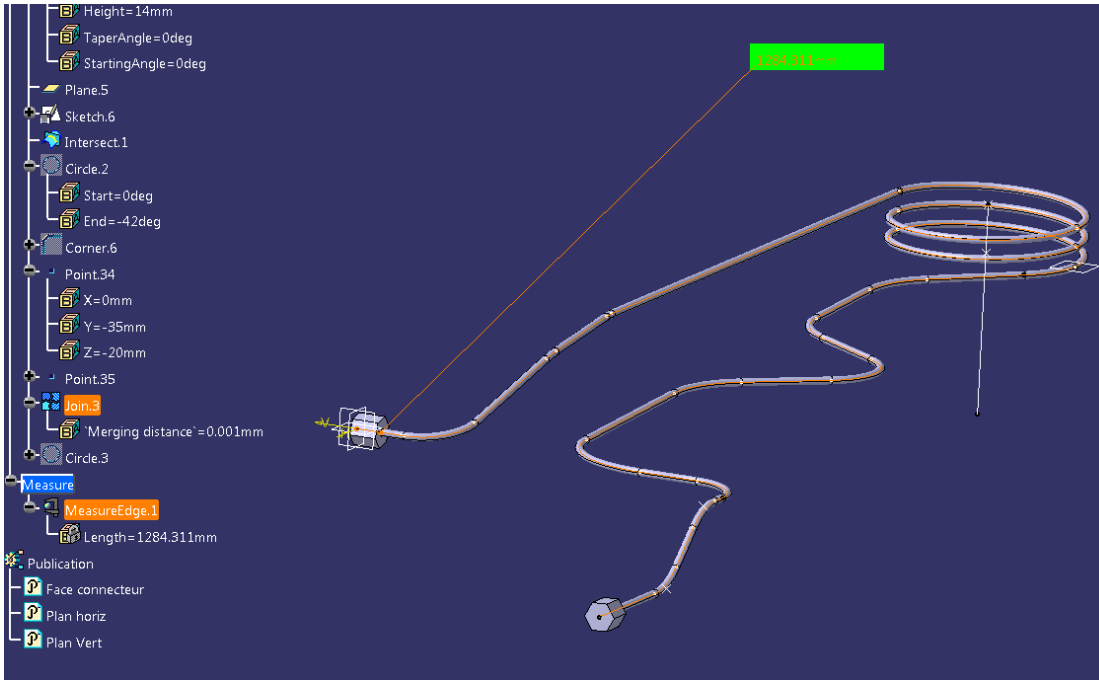 Height=14mm
TaperAngle=0deg
StartingAngle=0deg
Plane.5
Sketch.6
Intersect.1
Circle.2
Start=0deg
End=-42deg
Corner.6
Point.34
X=0mm
Y=-35mm
Z=-20mm
Point.35
Join.3
`Merging distance`=0.001mm
Circle.3
Measure
MeasureEdge.1
Length=1284.311mm
Publication
Face connecteur
Plan horiz
Plan Vert
1284.311mm